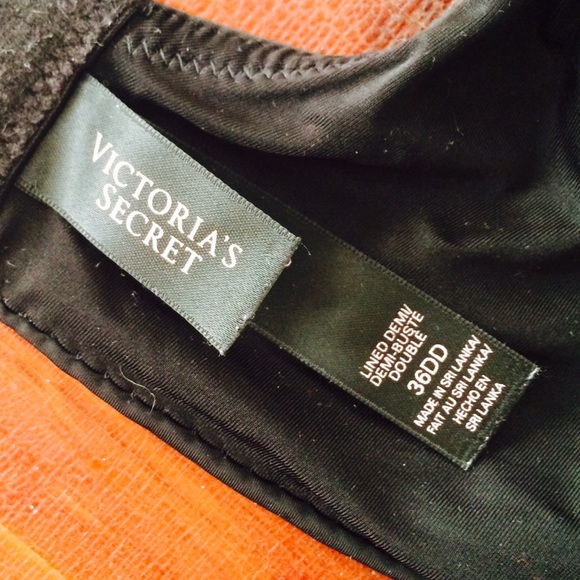 VICTORIA'S
SECRET
LINED DEMI/
DEMI-BUSTE
DOUBLE
36DD
MADE IN SRI LANKA/
FAIT AU SRI LANKA/
HECHO EN
SRI LANKA